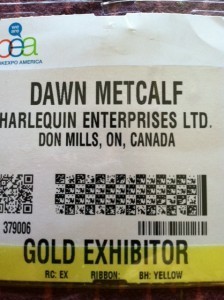 bea
BOOKEXPO AMERICA
DAWN METCALF
HARLEQUIN ENTERPRISES LTD.
DON MILLS, ON, CANADA
379006
GOLD EXHIBITOR
RC: EX RIBBON: BH: YELLOW